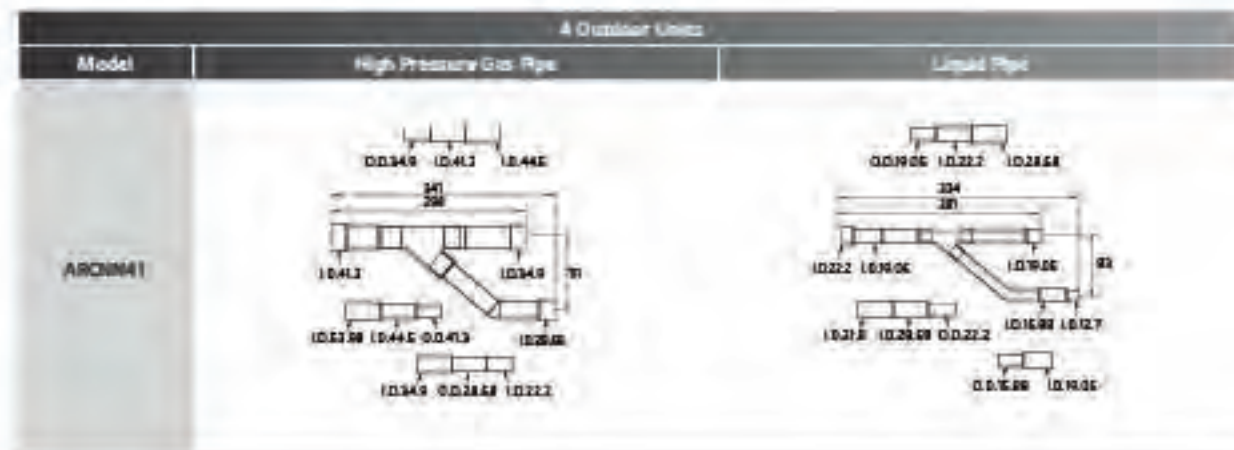 4 Outdoor Units
Model High Pressure Gas Pipe Liquid Pipe
O.D.34.9 I.D.41.3 I.D.44.5
O.D.19.05 I.D.22.2 I.D.28.58
341
298
334
281
I.D.41.3 I.D.34.9
I.D.22.2 I.D.19.05 I.D.19.05
111
83
ARCNN41
I.D.53.98 I.D.44.5 O.D.41.3 I.D.28.58
I.D.28.58 O.D.22.2 I.D.15.88 I.D.12.7
I.D.34.9 O.D.28.58 I.D.22.2
O.D.15.88 I.D.19.05